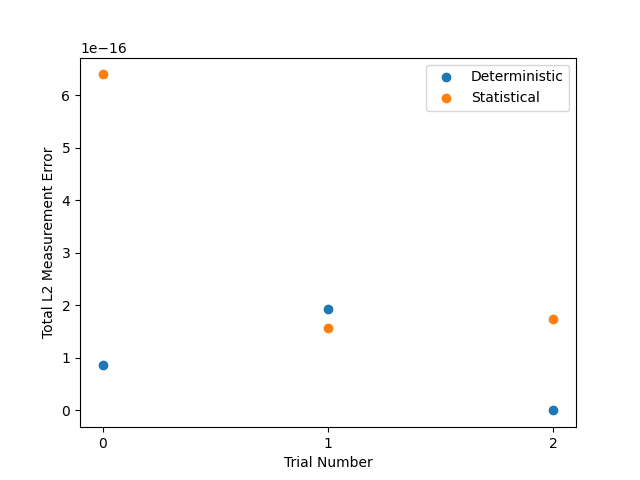 1e−16
Deterministic
Statistical
6
5
4
3
2
1
0
Total L2 Measurement Error
0 1 2
Trial Number